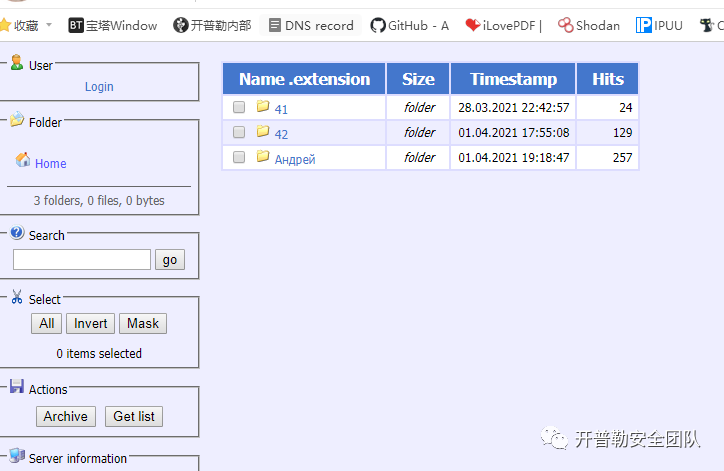 收藏 BT 宝塔Window 开普勒内部 DNS record GitHub - A iLovePDF | Shodan IPUU
User
Login
Folder
Home
3 folders, 0 files, 0 bytes
Search
go
Select
All Invert Mask
0 items selected
Actions
Archive Get list
Server information
Name .extension Size Timestamp Hits
41 folder 28.03.2021 22:42:57 24
42 folder 01.04.2021 17:55:08 129
Андрей folder 01.04.2021 19:18:47 257
开普勒安全团队